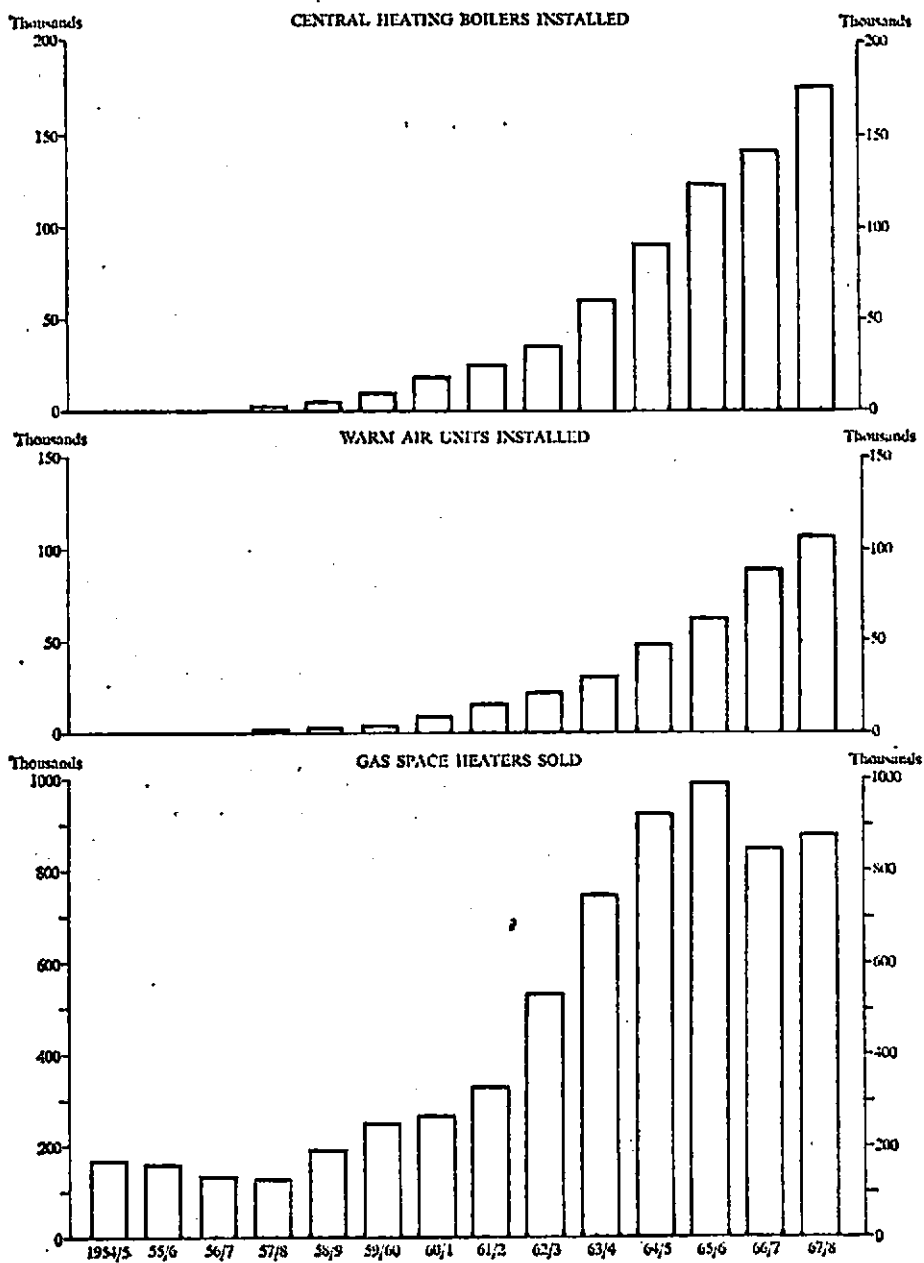 CENTRAL HEATING BOILERS INSTALLED
Thousands Thousands
200 200
150 150
100 100
50 50
0 0
WARM AIR UNITS INSTALLED
Thousands Thousands
150 150
100 100
50 50
0 0
GAS SPACE HEATERS SOLD
Thousands Thousands
1000 1000
800 800
600 600
400 400
200 200
0 0
1954/5 55/6 56/7 57/8 58/9 59/60 60/1 61/2 62/3 63/4 64/5 65/6 66/7 67/8